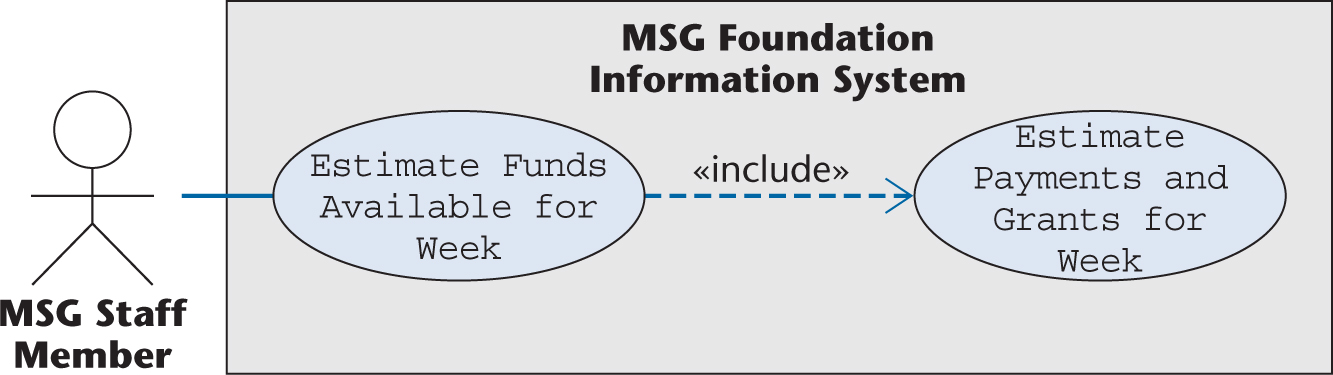 MSG Foundation
Information System
Estimate Funds
Available for
Week
«include»
Estimate
Payments and
Grants for
Week
MSG Staff
Member